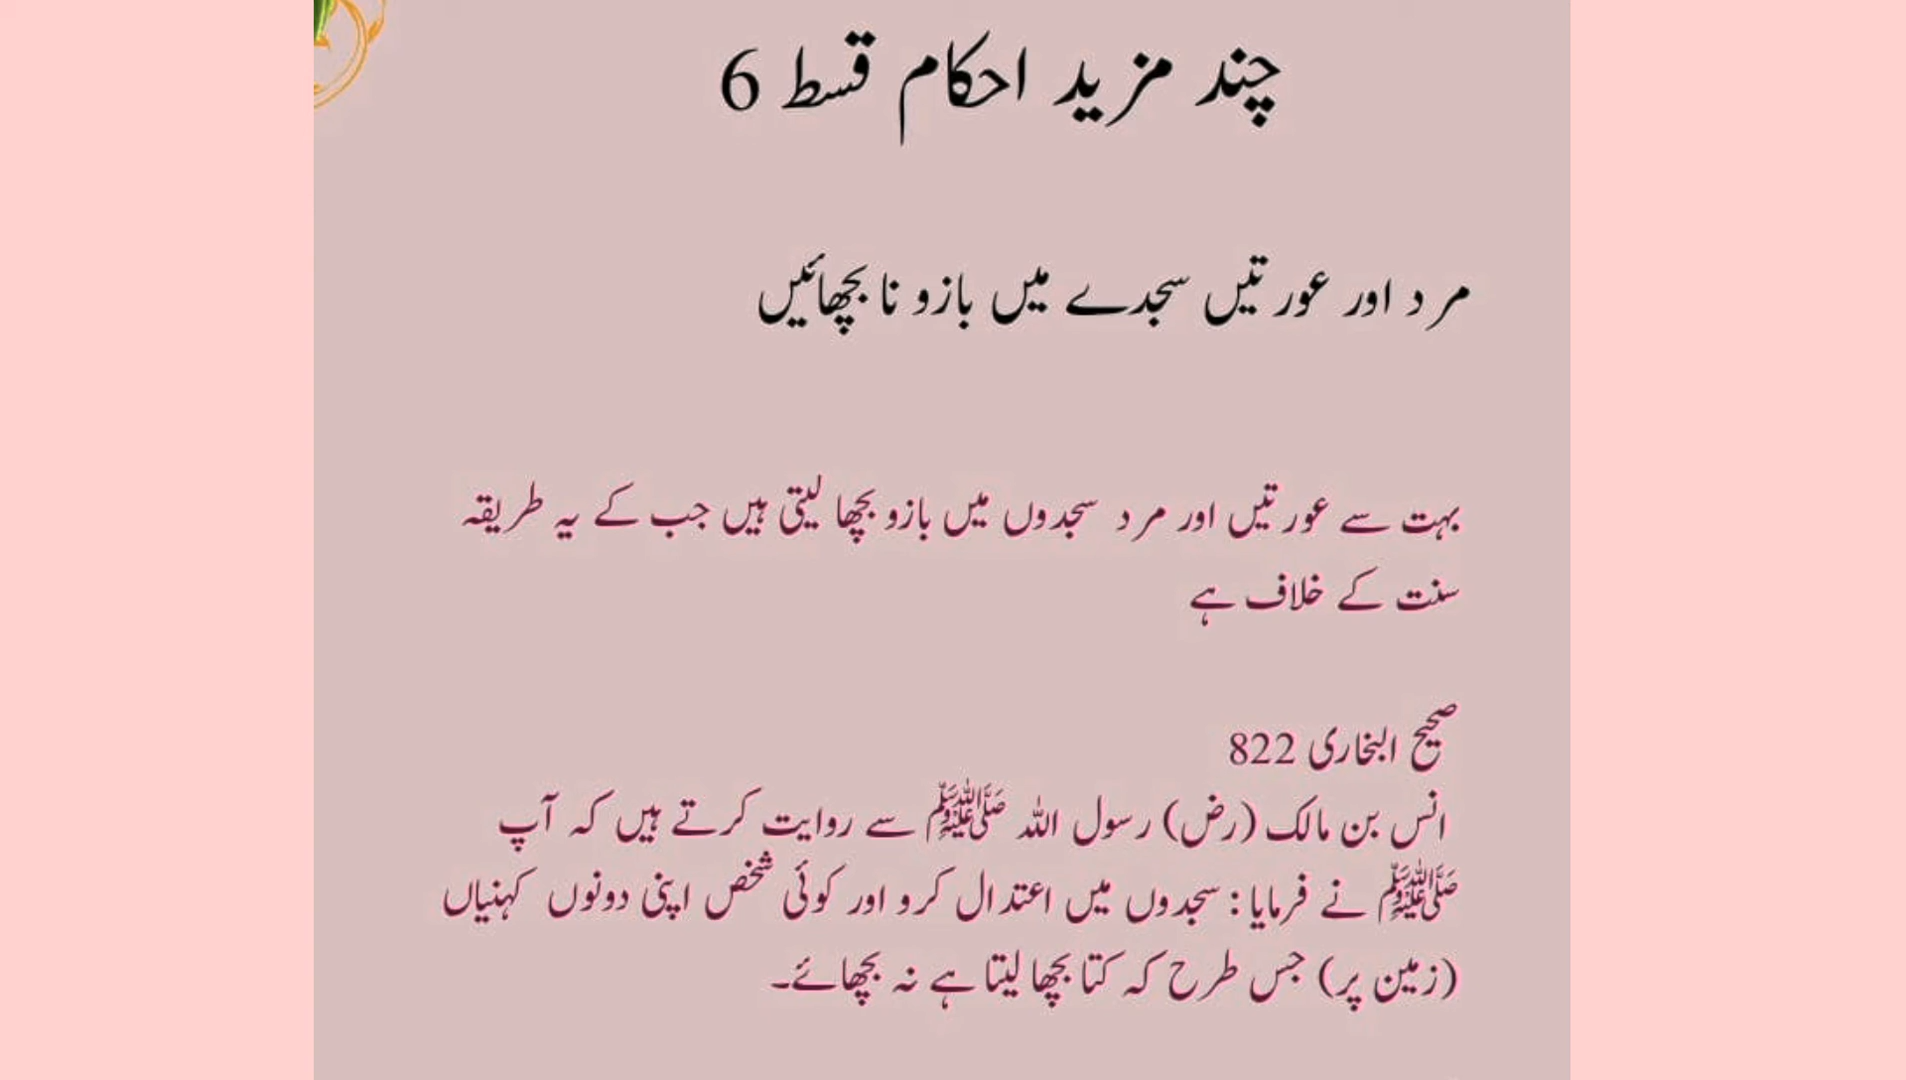 چند مزید احکام قسط 6
مرد اور عورتیں سجدے میں بازو نا بچھائیں
بہت سے عورتیں اور مرد سجدوں میں بازو بچھا لیتی ہیں جب کے یہ طریقہ
سنت کے خلاف ہے
صحیح البخاری 822
انس بن مالک (رض) رسول اللہ ﷺ سے روایت کرتے ہیں کہ آپ
ﷺ نے فرمایا: سجدوں میں اعتدال کرو اور کوئی شخص اپنی دونوں کہنیاں
(زمین پر) جس طرح کہ کتا بچھا لیتا ہے نہ بچھائے۔